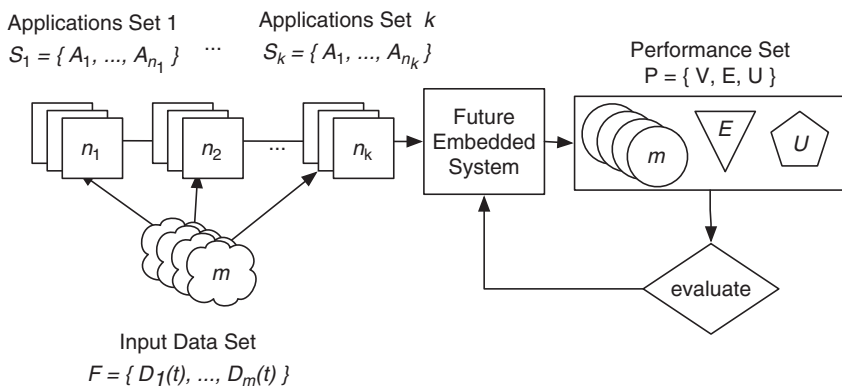 Applications Set 1
S1 = { A1, ..., An1 }
...
Applications Set k
Sk = { A1, ..., Ank }
Performance Set
P = { V, E, U }
n1
n2
...
nk
Future
Embedded
System
m
E
U
m
evaluate
Input Data Set
F = { D1(t), ..., Dm(t) }